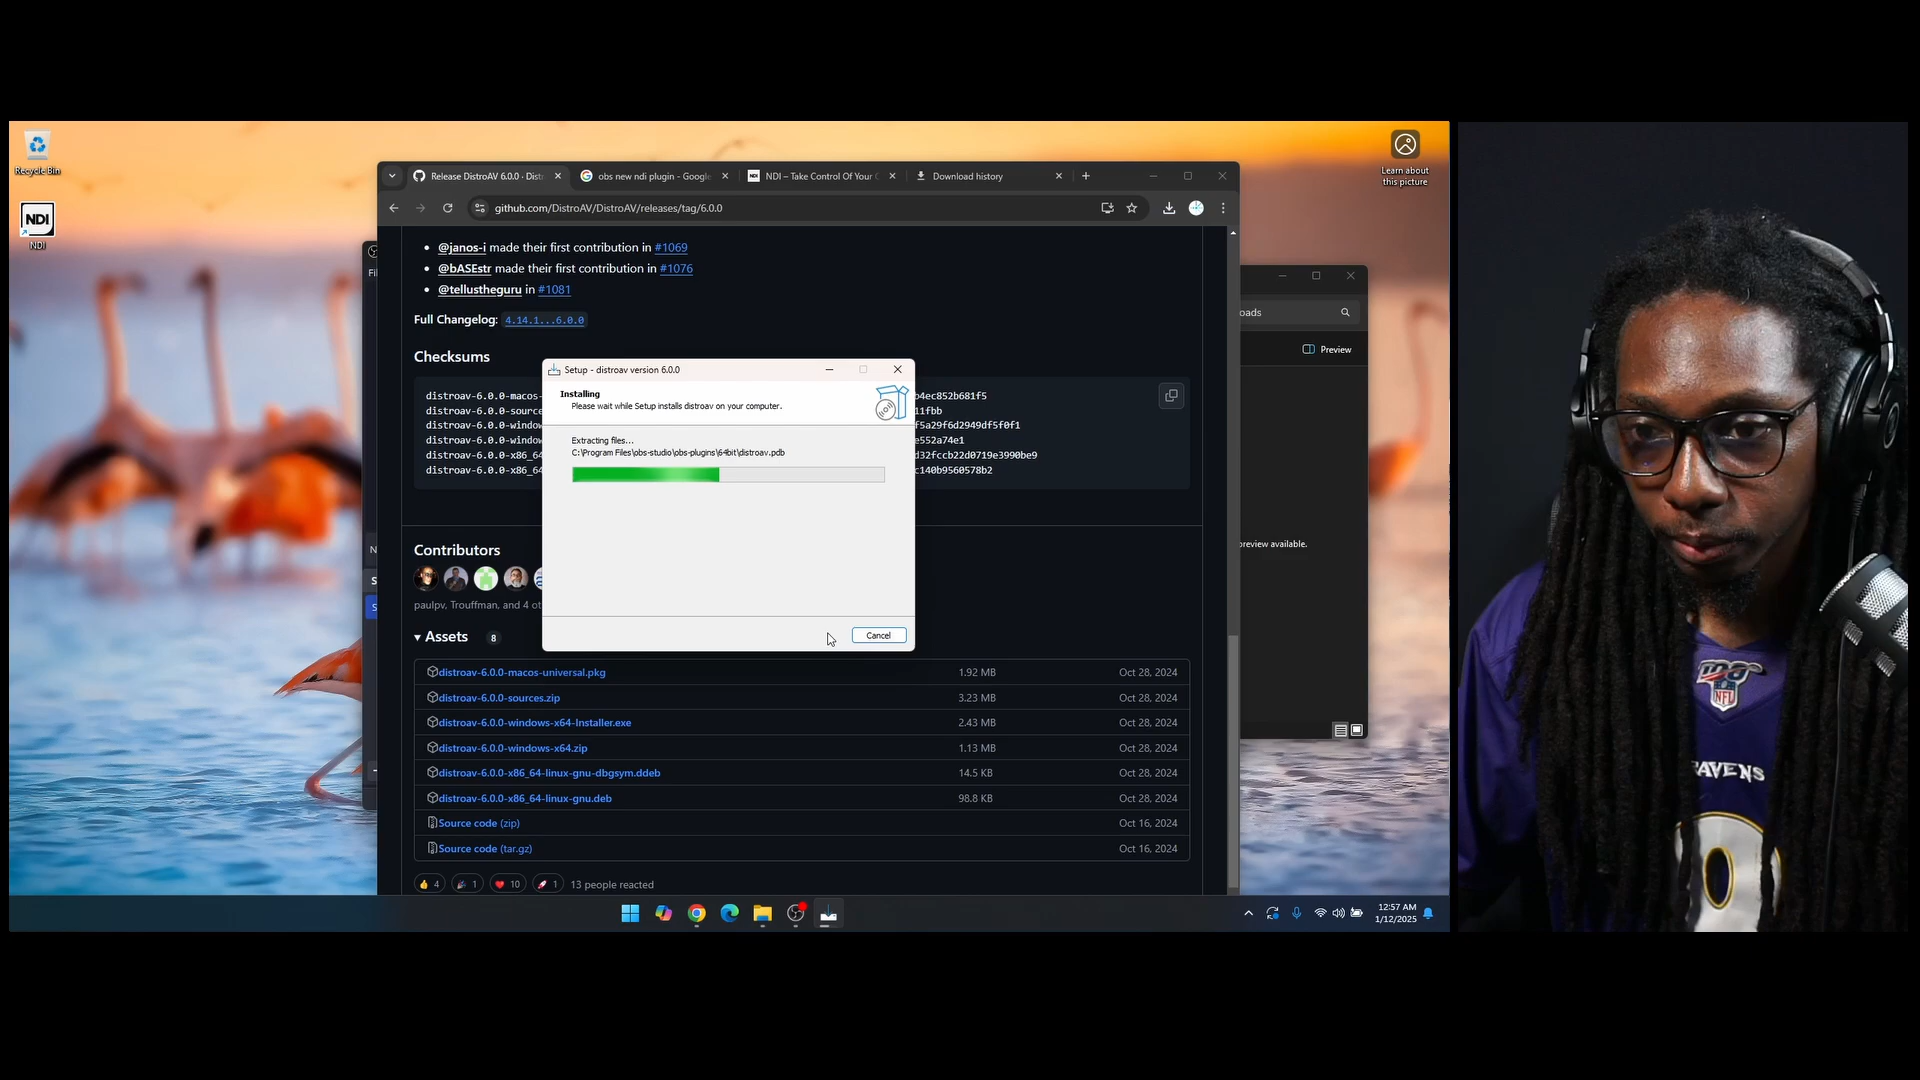 Recycle Bin
NDI
NDI
Learn about
this picture
Release DistroAV 6.0.0 · Distr
obs new ndi plugin - Google
NDI – Take Control Of Your C
Download history
github.com/DistroAV/DistroAV/releases/tag/6.0.0
@janos-i made their first contribution in #1069
@bASEstr made their first contribution in #1076
@tellustheguru in #1081
Full Changelog: 4.14.1...6.0.0
Checksums
distroav-6.0.0-macos-
b4ec852b681f5
distroav-6.0.0-source
11fbb
distroav-6.0.0-window
f5a29f6d2949df5f0f1
distroav-6.0.0-window
e552a74e1
distroav-6.0.0-x86_64
d32fccb22d0719e3990be9
distroav-6.0.0-x86_64
c140b9560578b2
Setup - distroav version 6.0.0
Installing
Please wait while Setup installs distroav on your computer.
Extracting files...
C:\Program Files\obs-studio\obs-plugins\64bit\distroav.pdb
Cancel
oads
Preview
preview available.
Contributors
paulpv, Trouffman, and 4 ot
Assets 8
distroav-6.0.0-macos-universal.pkg 1.92 MB Oct 28, 2024
distroav-6.0.0-sources.zip 3.23 MB Oct 28, 2024
distroav-6.0.0-windows-x64-Installer.exe 2.43 MB Oct 28, 2024
distroav-6.0.0-windows-x64.zip 1.13 MB Oct 28, 2024
distroav-6.0.0-x86_64-linux-gnu-dbgsym.ddeb 14.5 KB Oct 28, 2024
distroav-6.0.0-x86_64-linux-gnu.deb 98.8 KB Oct 28, 2024
Source code (zip) Oct 16, 2024
Source code (tar.gz) Oct 16, 2024
4 1 10 1 13 people reacted
12:57 AM
1/12/2025
100
NFL
RAVENS